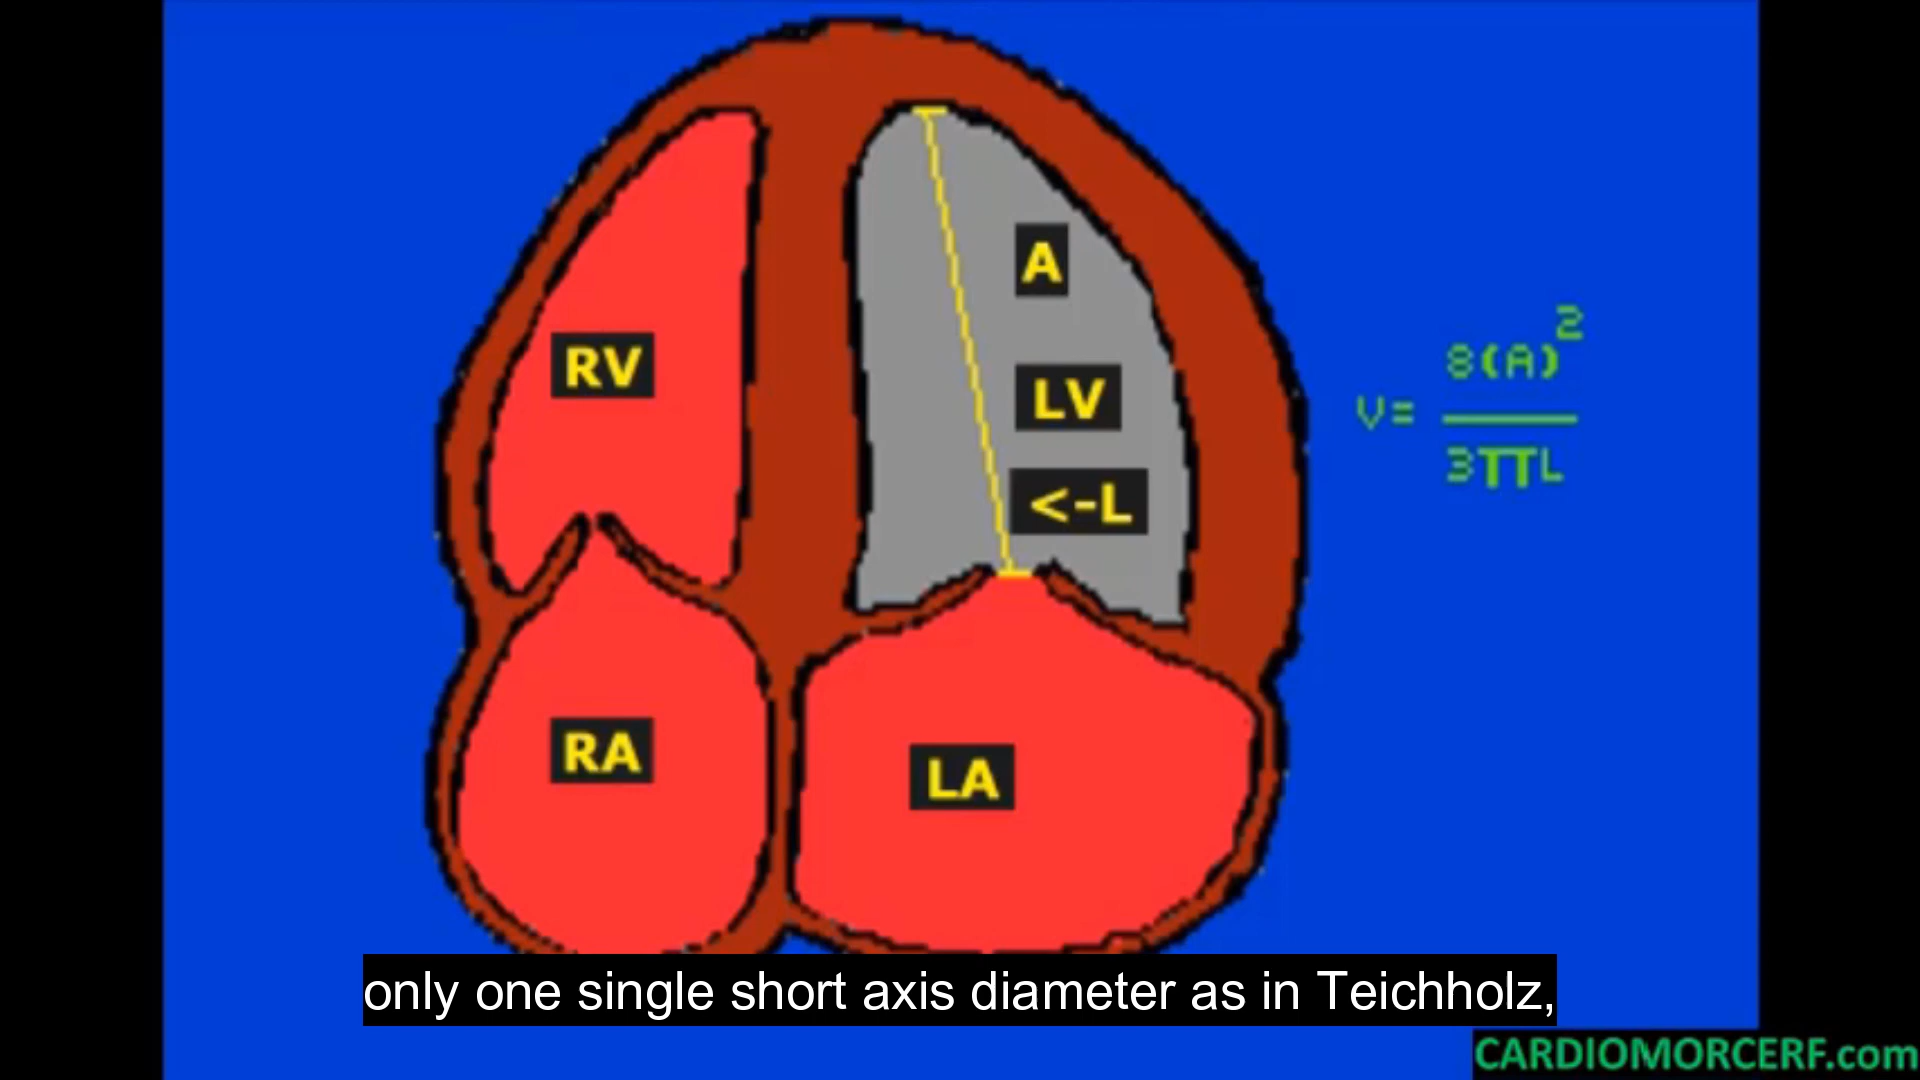 A
RV
LV
<-L
V= 8(A)²
3πL
RA
LA
only one single short axis diameter as in Teichholz,
CARDIOMORCERF.com